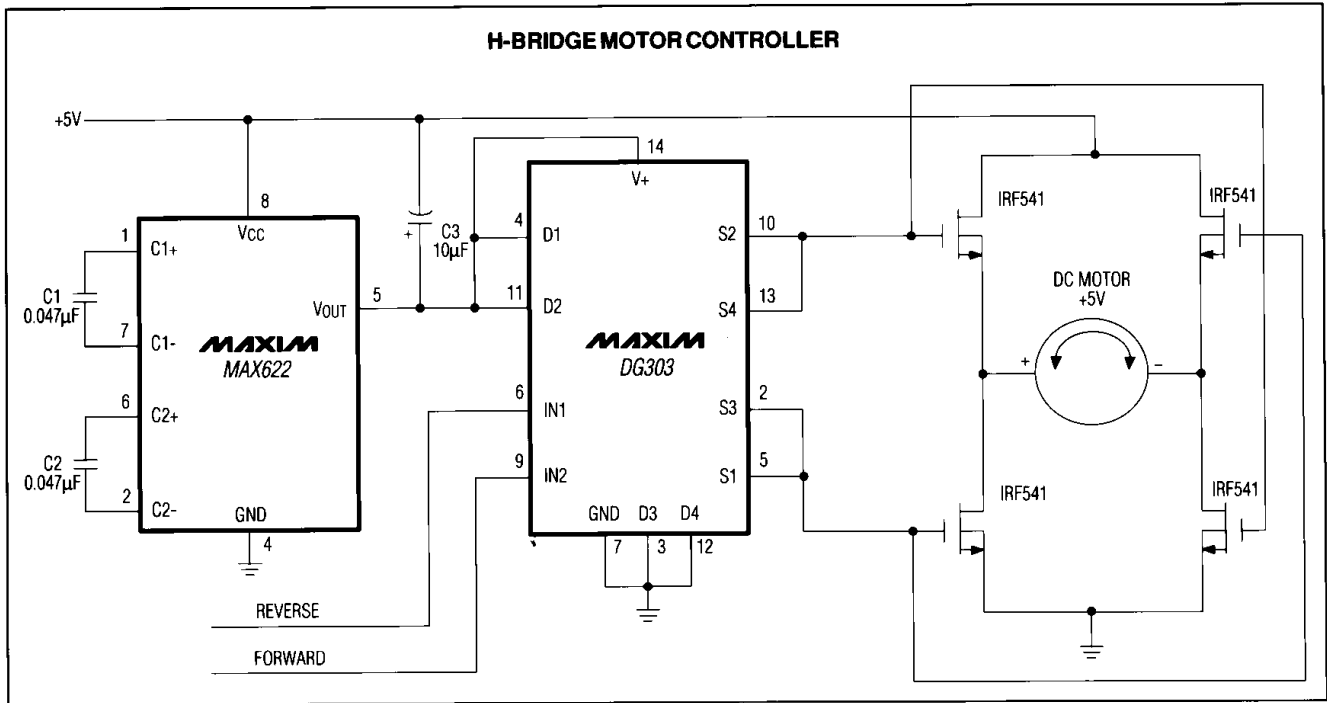 H-BRIDGE MOTOR CONTROLLER
+5V
8
VCC
1
C1+
C1
0.047µF
7
C1-
6
C2+
C2
0.047µF
2
C2-
GND
4
MAXIM
MAX622
VOUT
5
C3
10µF
+
14
V+
4
D1
11
D2
MAXIM
DG303
6
IN1
9
IN2
GND
D3
D4
7
3
12
S2
10
S4
13
S3
2
S1
5
REVERSE
FORWARD
IRF541
IRF541
DC MOTOR
+5V
+
−
IRF541
IRF541